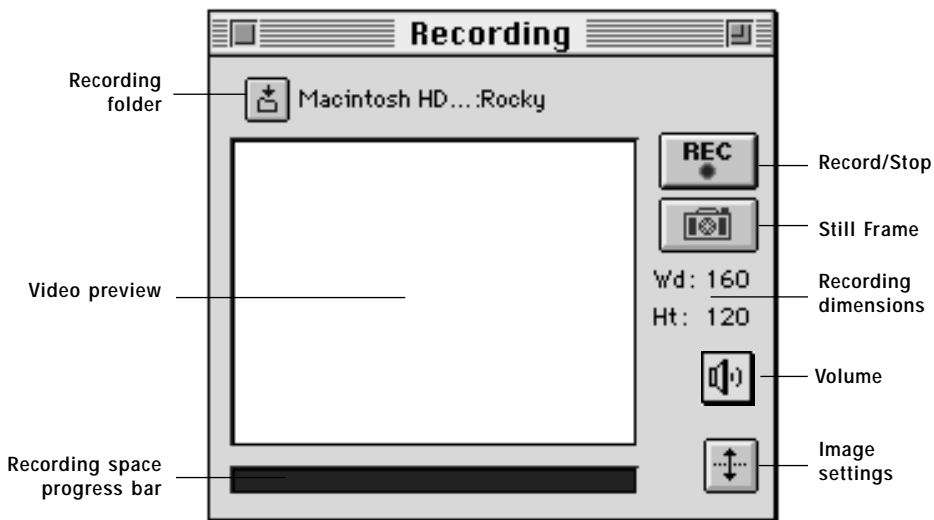 Recording
Recording
folder
Macintosh HD...:Rocky
REC
Record/Stop
Still Frame
Video preview
Wd: 160
Ht: 120
Recording
dimensions
Volume
Recording space
progress bar
Image
settings